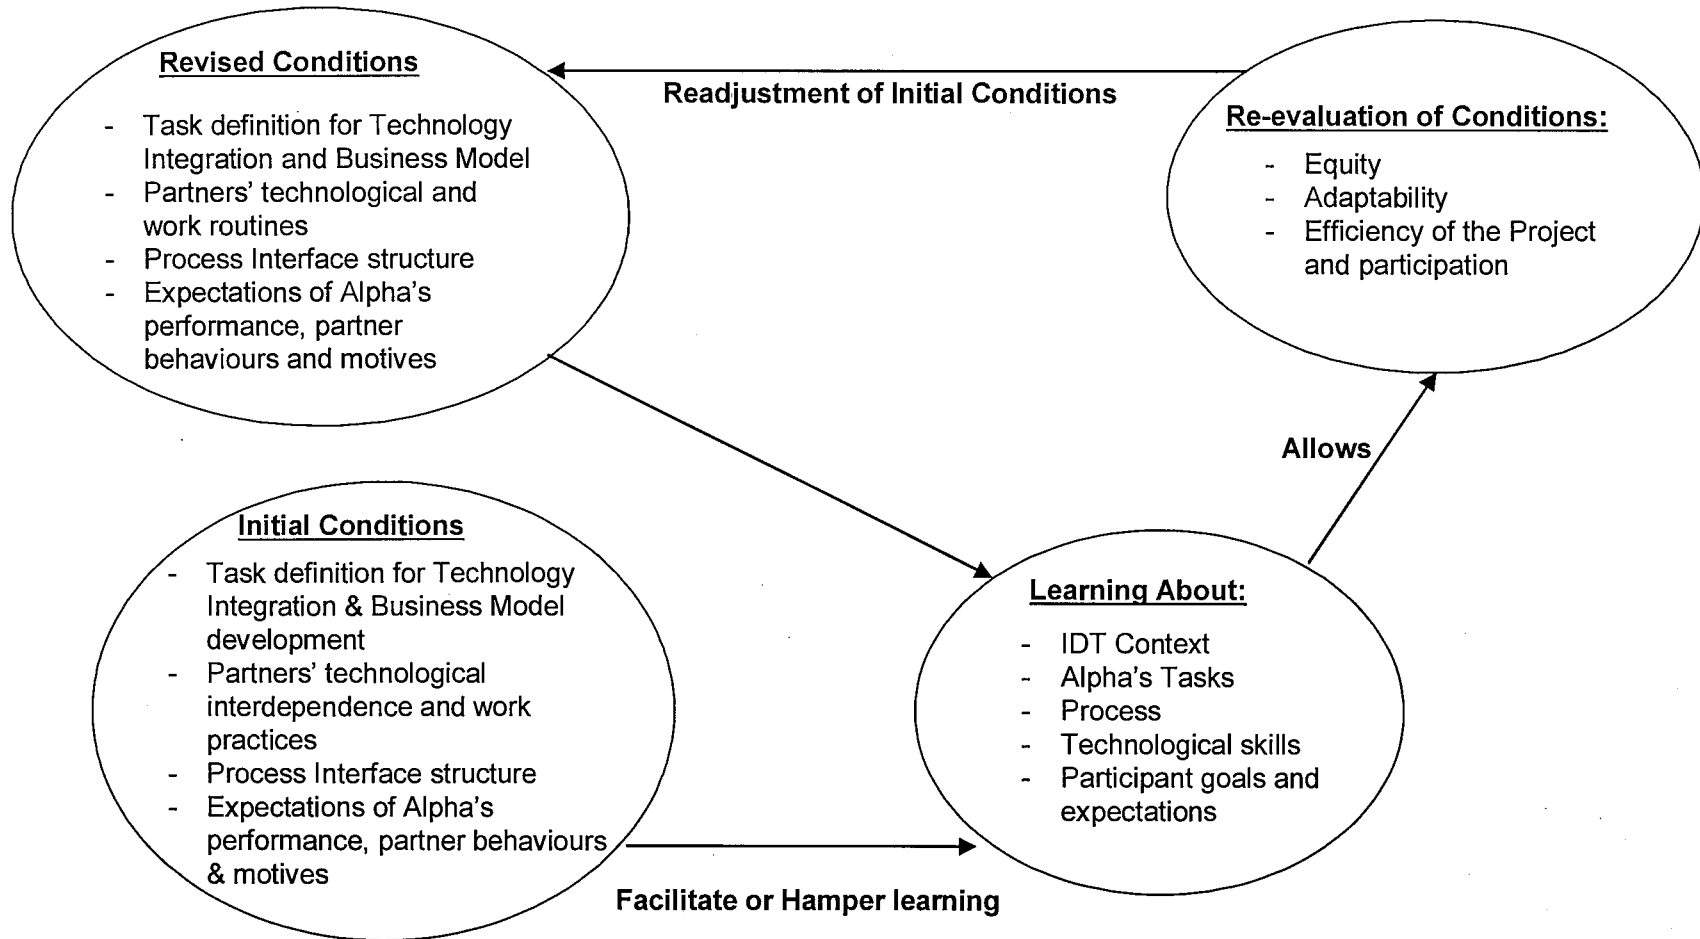 Revised Conditions
- Task definition for Technology
Integration and Business Model
- Partners' technological and
work routines
- Process Interface structure
- Expectations of Alpha's
performance, partner
behaviours and motives
Readjustment of Initial Conditions
Re-evaluation of Conditions:
- Equity
- Adaptability
- Efficiency of the Project
and participation
Allows
Initial Conditions
- Task definition for Technology
Integration & Business Model
development
- Partners' technological
interdependence and work
practices
- Process Interface structure
- Expectations of Alpha's
performance, partner behaviours
& motives
Facilitate or Hamper learning
Learning About:
- IDT Context
- Alpha's Tasks
- Process
- Technological skills
- Participant goals and
expectations